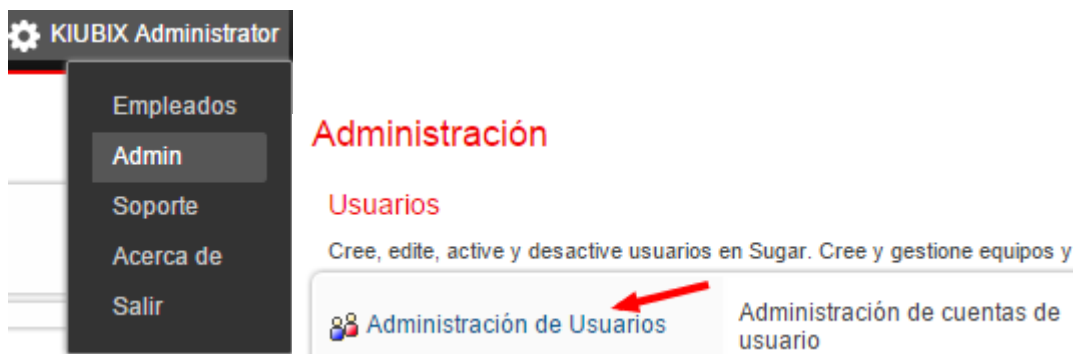 KIUBIX Administrator
Empleados
Admin
Soporte
Acerca de
Salir
Administración
Usuarios
Cree, edite, active y desactive usuarios en Sugar. Cree y gestione equipos y
Administración de Usuarios
Administración de cuentas de
usuario